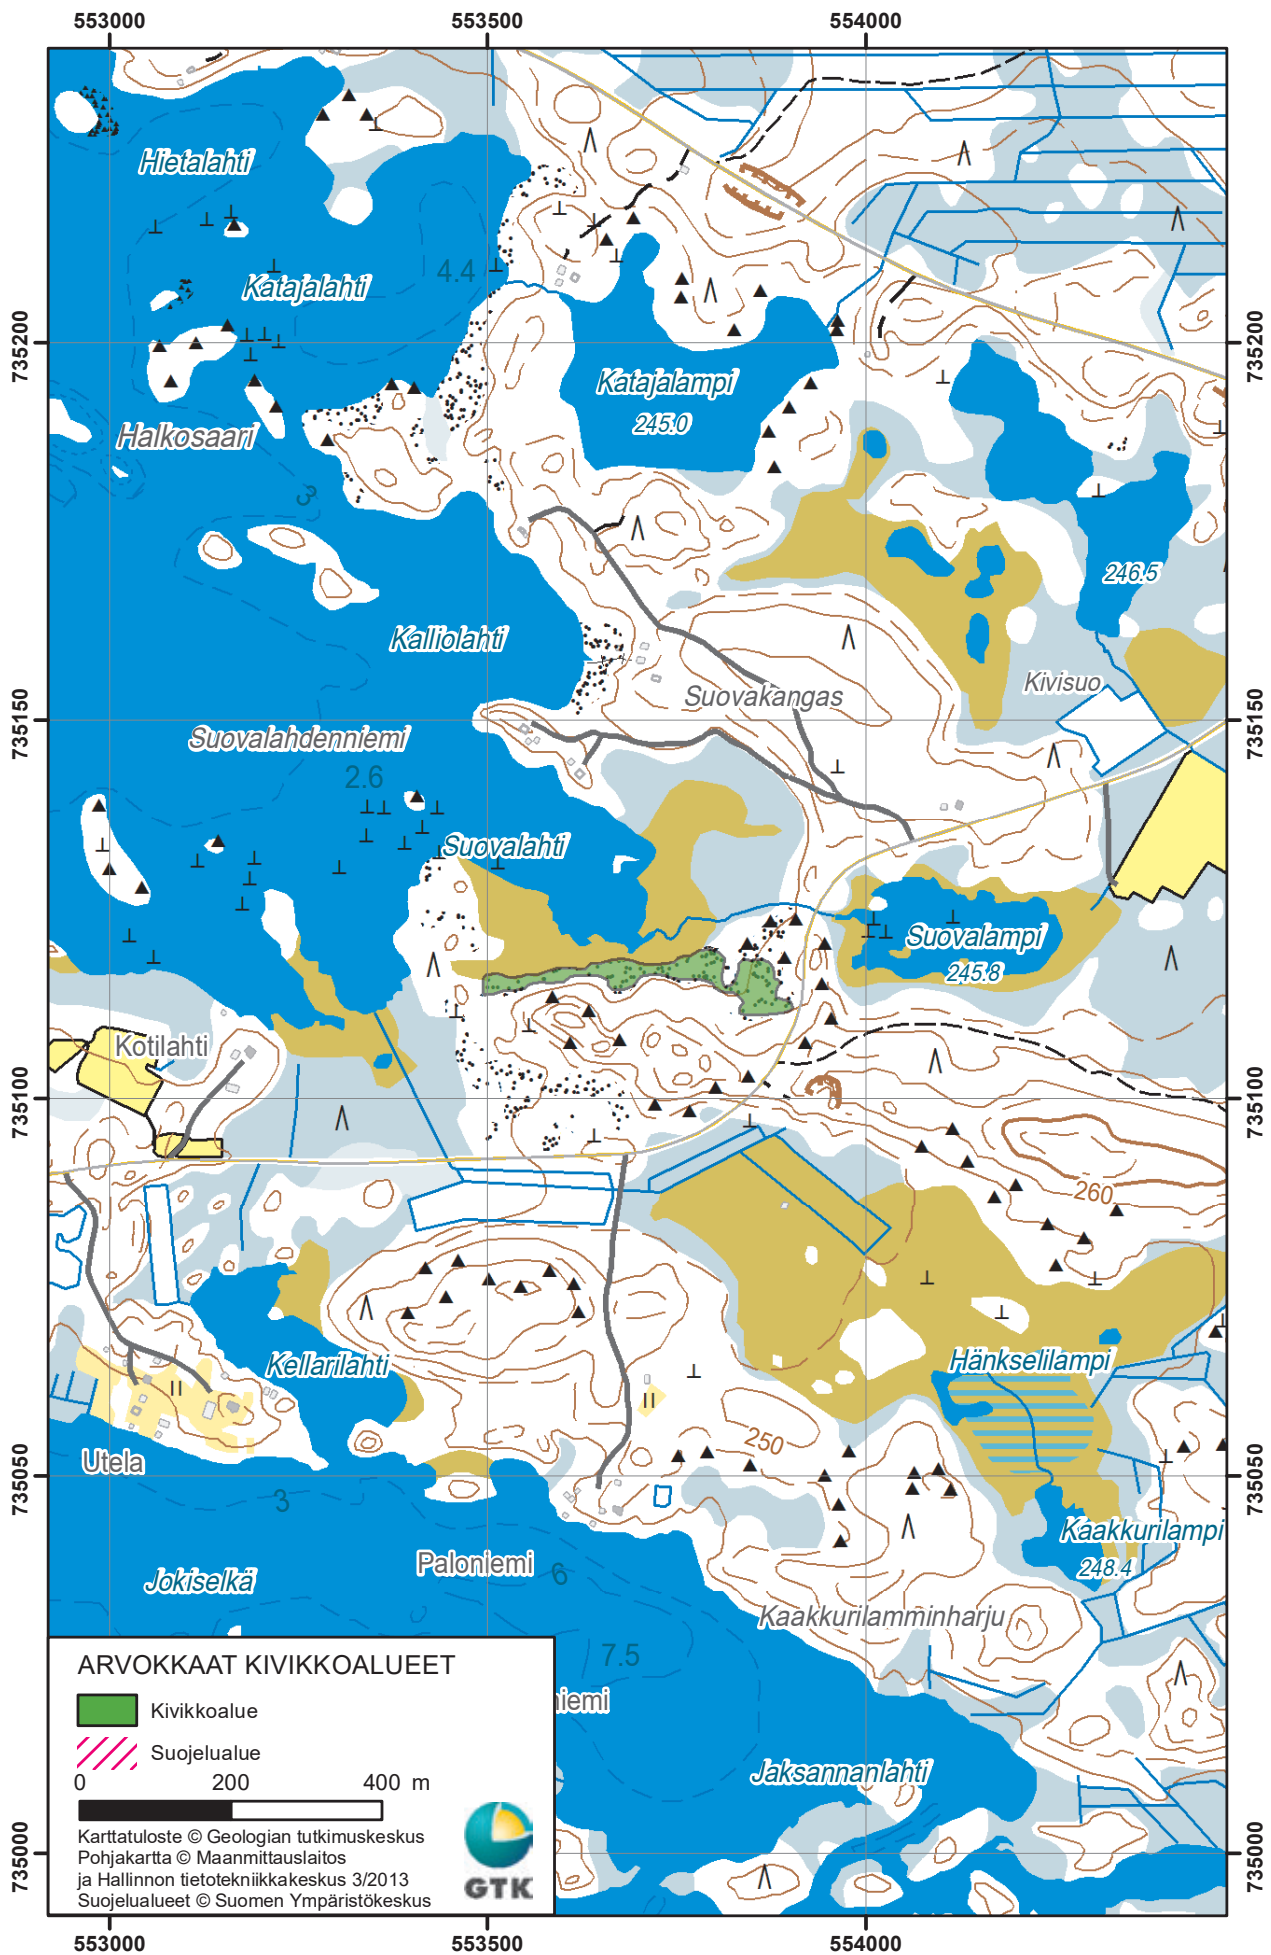 553000 553500 554000
Hietalahti
Katajalahti
4.4
735200
735200
Katajalampi
245.0
Halkosaari
3
246.5
Kalliolahti
Kivisuo
Suovakangas
735150
735150
Suovalahdenniemi
2.6
Suovalahti
Suovalampi
245.8
Kotilahti
735100
735100
260
Kellarilahti
Hänkselilampi
250
Utela
735050
735050
3
Kaakkurilampi
248.4
Paloniemi
6
Jokiselkä
Kaakkurilamminharju
7.5
niemi
Jaksannanlahti
ARVOKKAAT KIVIKKOALUEET
Kivikkoalue
Suojelualue
0 200 400 m
Karttatuloste © Geologian tutkimuskeskus
Pohjakartta © Maanmittauslaitos
ja Hallinnon tietotekniikkakeskus 3/2013
Suojelualueet © Suomen Ympäristökeskus
GTK
735000
735000
553000 553500 554000